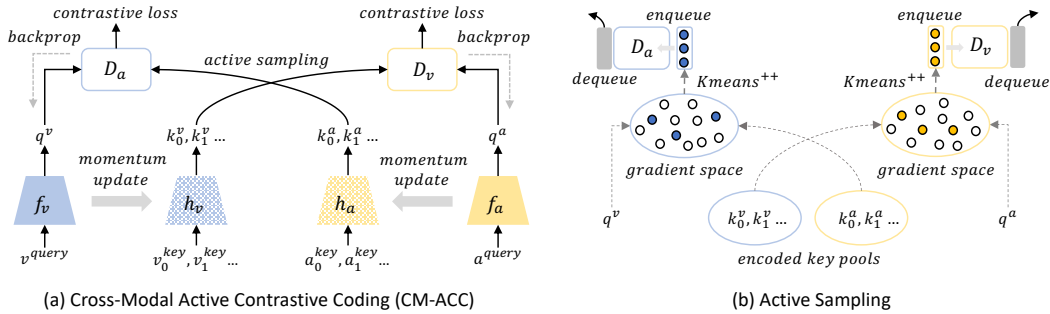 contrastive loss
contrastive loss
backprop
D_a
active sampling
D_v
backprop
q^v
k_0^v, k_1^v ...
k_0^a, k_1^a ...
q^a
momentum
update
momentum
update
f_v
h_v
h_a
f_a
v^query
v_0^key, v_1^key ...
a_0^key, a_1^key ...
a^query
(a) Cross-Modal Active Contrastive Coding (CM-ACC)
enqueue
enqueue
D_a
D_v
dequeue
dequeue
Kmeans^++
Kmeans^++
gradient space
gradient space
q^v
k_0^v, k_1^v ...
k_0^a, k_1^a ...
q^a
encoded key pools
(b) Active Sampling